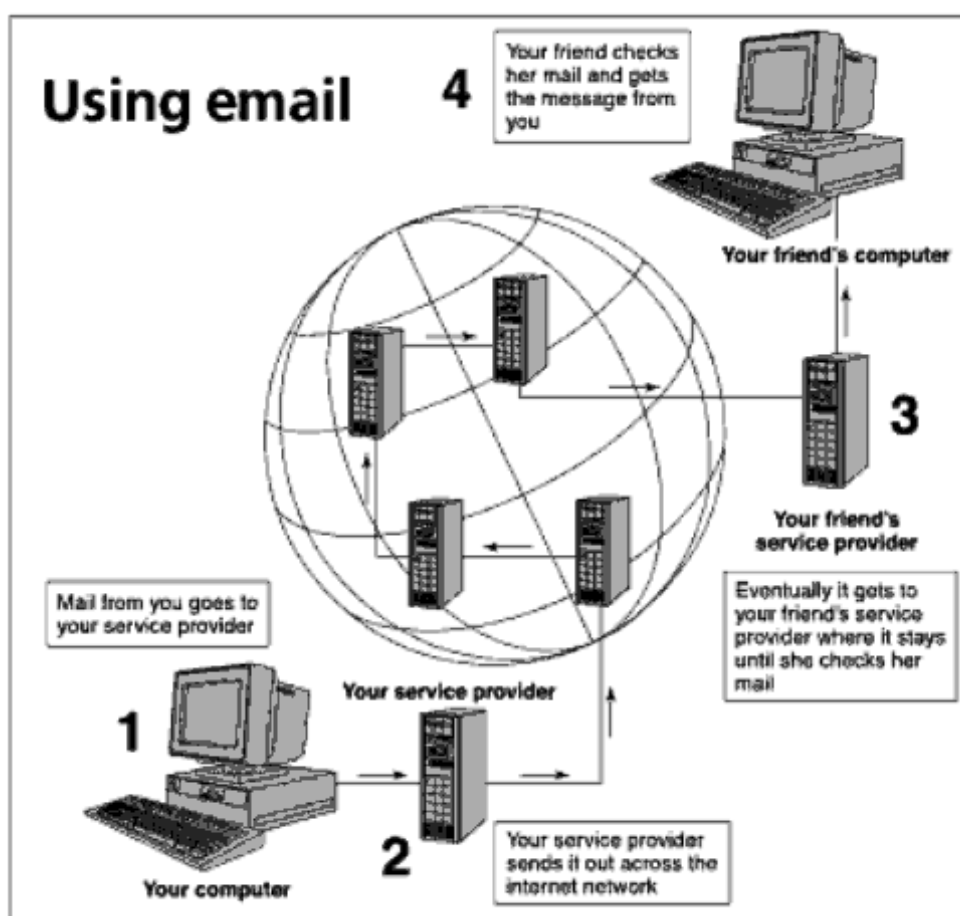 Using email
4
Your friend checks
her mail and gets
the message from
you
Your friend's computer
3
Your friend's
service provider
Eventually it gets to
your friend's service
provider where it stays
until she checks her
mail
Mail from you goes to
your service provider
1
Your computer
Your service provider
2
Your service provider
sends it out across the
internet network